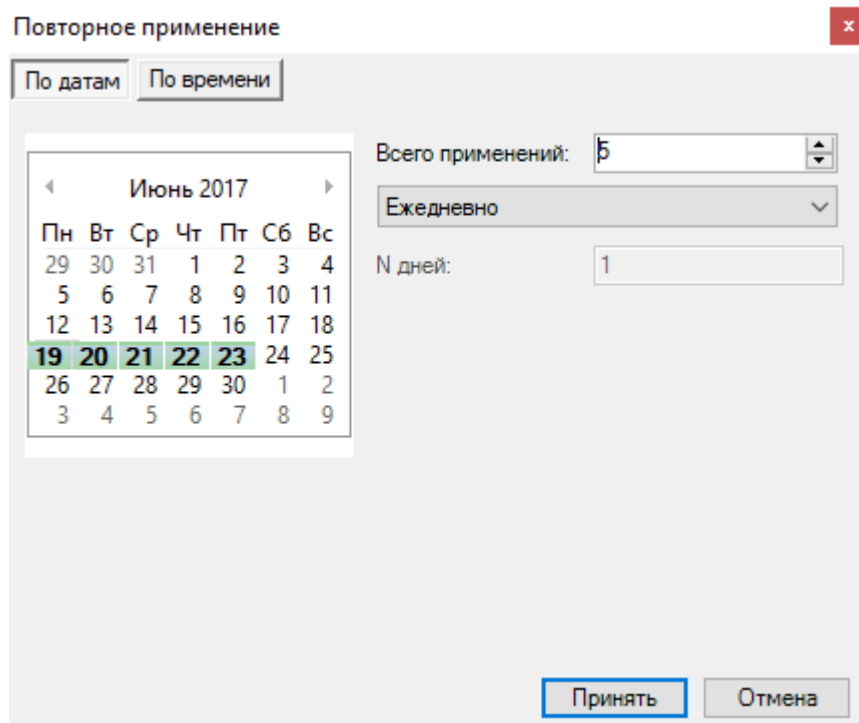 Повторное применение
x
По датам По времени
Всего применений: 5
Июнь 2017
Ежедневно
Пн Вт Ср Чт Пт Сб Вс
29 30 31 1 2 3 4
N дней: 1
5 6 7 8 9 10 11
12 13 14 15 16 17 18
19 20 21 22 23 24 25
26 27 28 29 30 1 2
3 4 5 6 7 8 9
Принять Отмена